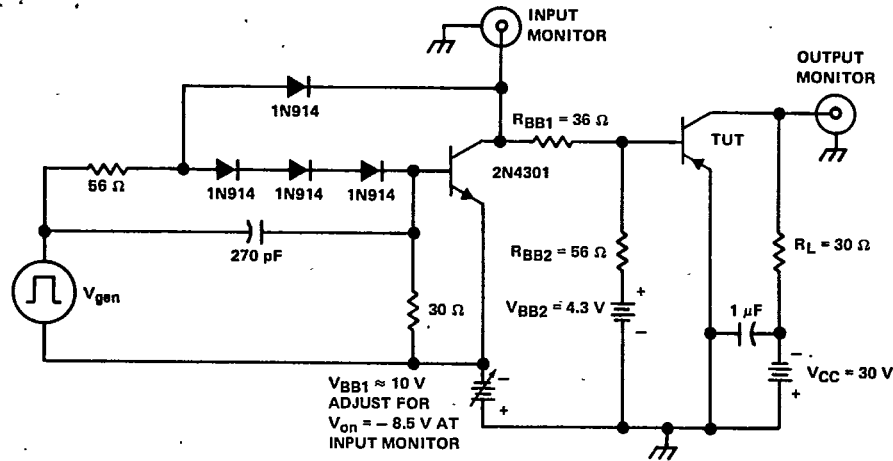 INPUT
MONITOR
OUTPUT
MONITOR
1N914
R_BB1 = 36 Ω
TUT
2N4301
56 Ω
1N914
1N914
1N914
270 pF
R_BB2 = 56 Ω
R_L = 30 Ω
V_gen
30 Ω
V_BB2 = 4.3 V
+
−
1 μF
V_BB1 ≈ 10 V
ADJUST FOR
V_on = − 8.5 V AT
INPUT MONITOR
−
+
−
+
V_CC = 30 V